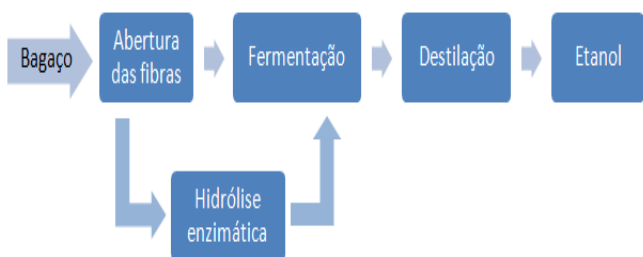 Bagaço
Abertura
das fibras
Fermentação
Destilação
Etanol
Hidrólise
enzimática